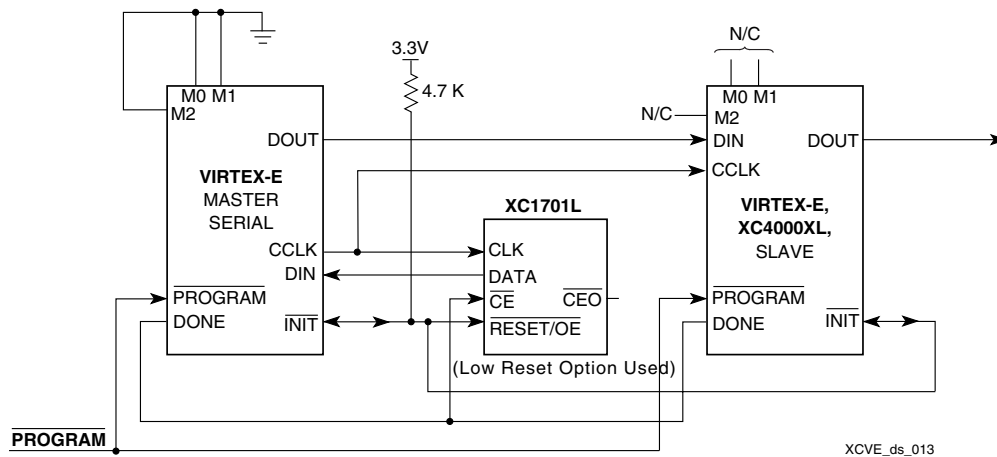 N/C
3.3V
4.7 K
M0 M1
M2
DOUT
VIRTEX-E
MASTER
SERIAL
CCLK
DIN
PROGRAM
DONE
INIT
XC1701L
CLK
DATA
CE
CEO
RESET/OE
(Low Reset Option Used)
M0 M1
N/C
M2
DIN
DOUT
CCLK
VIRTEX-E,
XC4000XL,
SLAVE
PROGRAM
DONE
INIT
PROGRAM
XCVE_ds_013